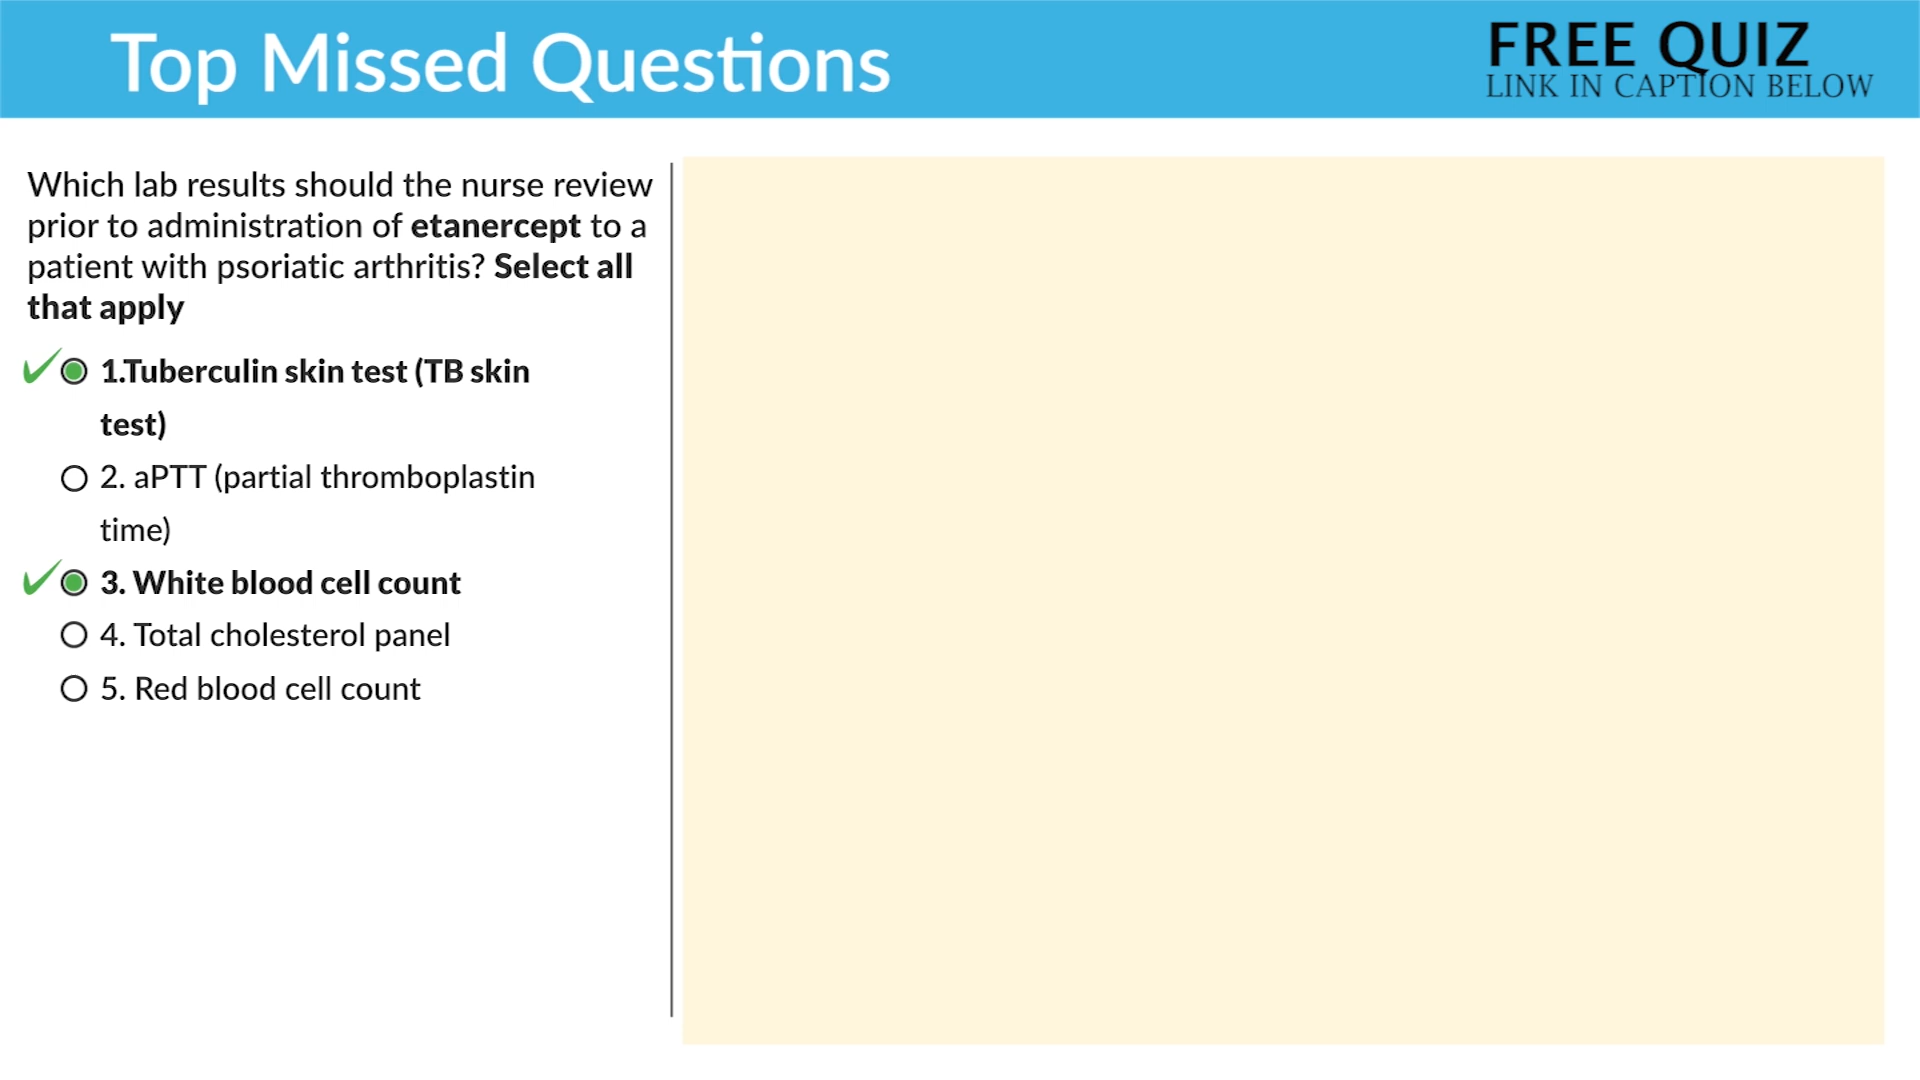 Top Missed Questions
FREE QUIZ
LINK IN CAPTION BELOW
Which lab results should the nurse review
prior to administration of etanercept to a
patient with psoriatic arthritis? Select all
that apply
1.Tuberculin skin test (TB skin
test)
2. aPTT (partial thromboplastin
time)
3. White blood cell count
4. Total cholesterol panel
5. Red blood cell count